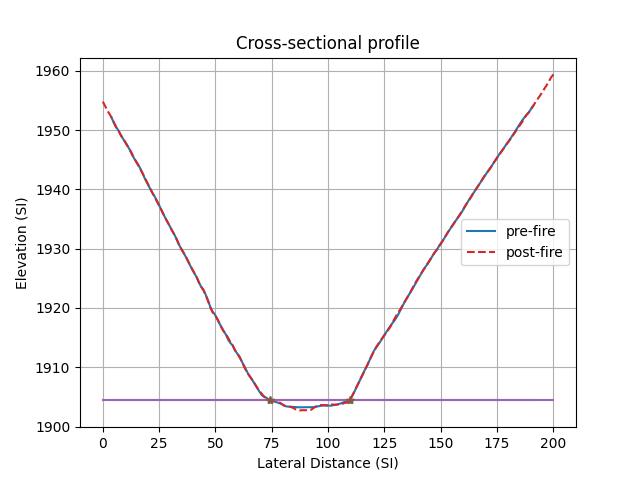 Cross-sectional profile
1960
1950
1940
1930
1920
1910
1900
Elevation (SI)
pre-fire
post-fire
0 25 50 75 100 125 150 175 200
Lateral Distance (SI)